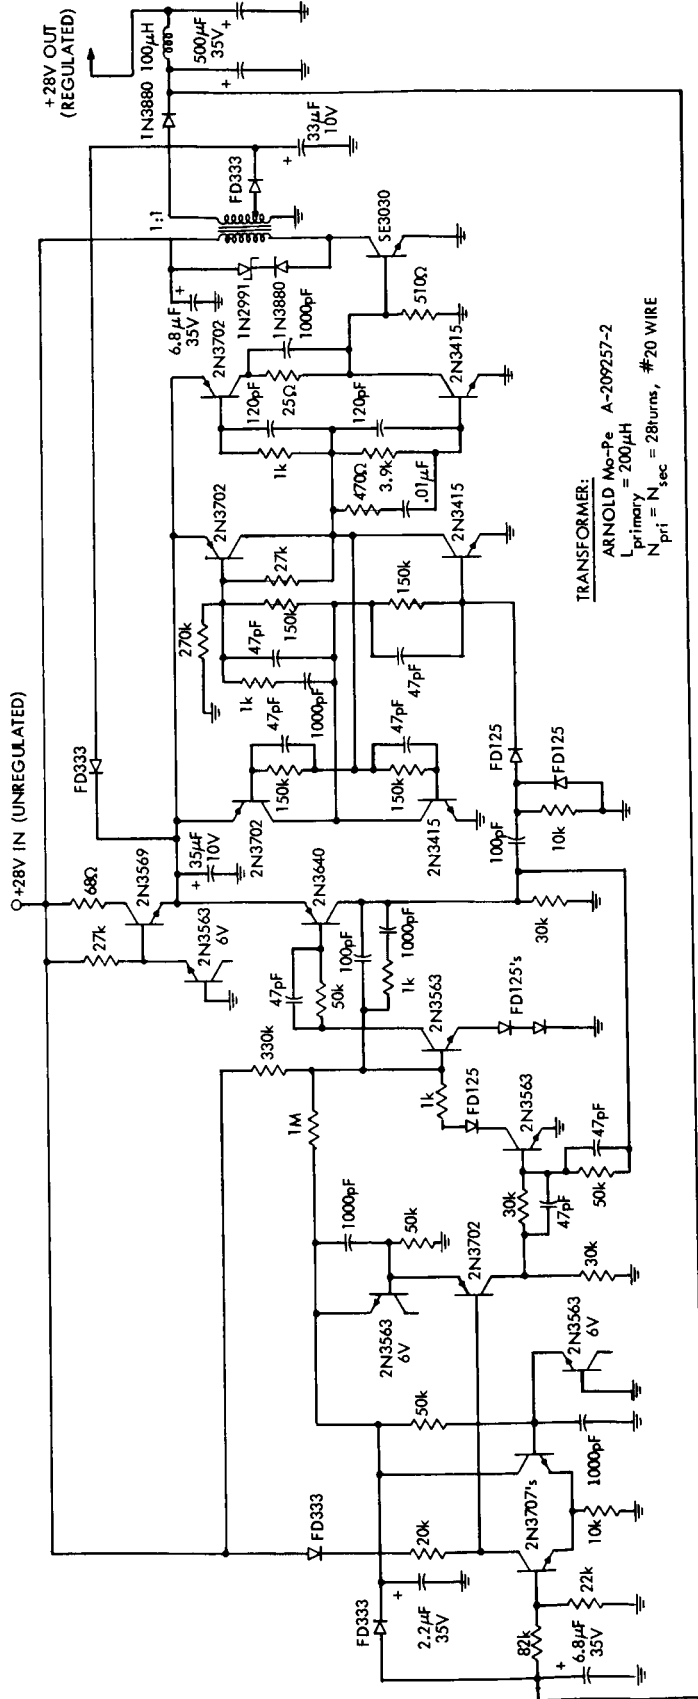 +28V OUT
(REGULATED)
1N3880
100μH
500μF
35V
+
+
FD333
33μF
10V
+
1:1
SE3030
6.8μF
35V
+
1N2991
1N3880
1000pF
510Ω
2N3702
120pF
25Ω
120pF
2N3415
1k
470Ω
3.9k
.01μF
2N3702
27k
2N3415
270k
150k
150k
47pF
47pF
1k
1000pF
TRANSFORMER:
ARNOLD Mo-Pe A-209257-2
L primary = 200μH
N pri = N sec = 28turns, #20 WIRE
+28V IN (UNREGULATED)
FD333
47pF
150k
47pF
150k
2N3702
2N3415
FD125
FD125
100pF
10k
68Ω
2N3569
35μF
10V
+
27k
2N3563
6V
2N3640
100pF
1000pF
1k
30k
47pF
50k
330k
2N3563
FD125's
1k
FD125
2N3563
1M
1000pF
50k
30k
47pF
47pF
50k
2N3563
6V
2N3702
30k
2N3563
6V
50k
1000pF
FD333
20k
2N3707's
10k
FD333
2.2μF
35V
+
22k
82k
6.8μF
35V
+